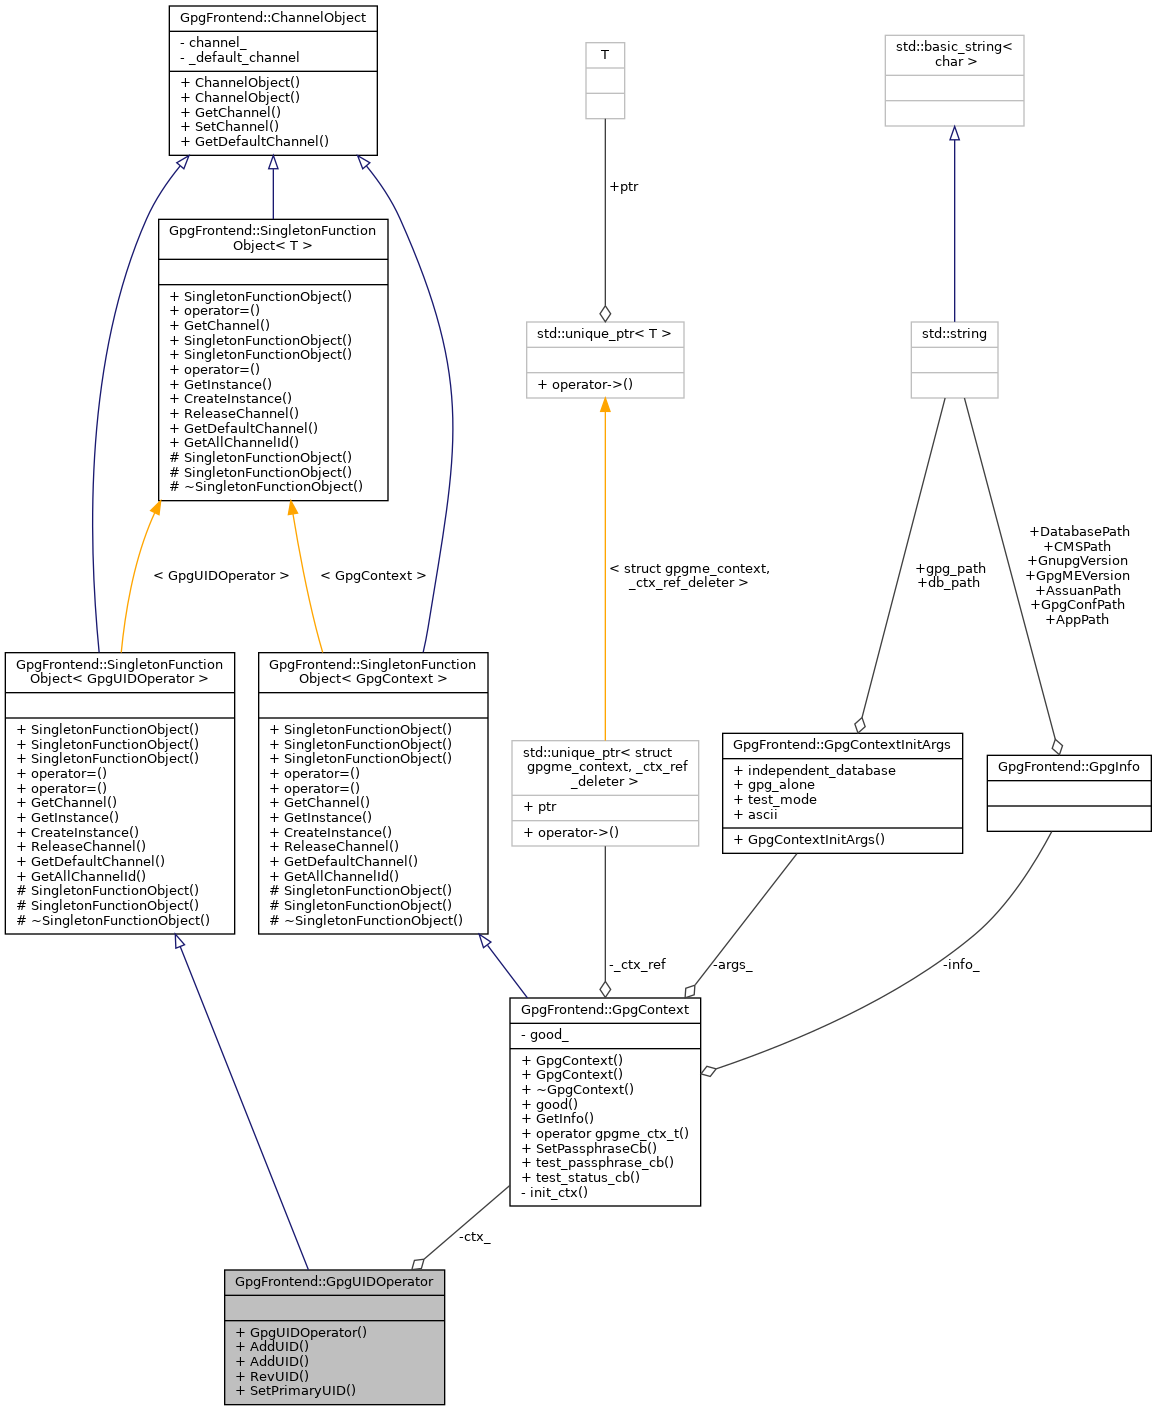 GpgFrontend::ChannelObject
- channel_
- _default_channel
+ ChannelObject()
+ ChannelObject()
+ GetChannel()
+ SetChannel()
+ GetDefaultChannel()
T
+ptr
std::basic_string<
char >
GpgFrontend::SingletonFunction
Object< T >
+ SingletonFunctionObject()
+ operator=()
+ GetChannel()
+ SingletonFunctionObject()
+ SingletonFunctionObject()
+ operator=()
+ GetInstance()
+ CreateInstance()
+ ReleaseChannel()
+ GetDefaultChannel()
+ GetAllChannelId()
# SingletonFunctionObject()
# SingletonFunctionObject()
# ~SingletonFunctionObject()
std::unique_ptr< T >
+ operator->()
std::string
< GpgUIDOperator >
< GpgContext >
< struct gpgme_context,
_ctx_ref_deleter >
+gpg_path
+db_path
+DatabasePath
+CMSPath
+GnupgVersion
+GpgMEVersion
+AssuanPath
+GpgConfPath
+AppPath
GpgFrontend::SingletonFunction
Object< GpgUIDOperator >
+ SingletonFunctionObject()
+ SingletonFunctionObject()
+ SingletonFunctionObject()
+ operator=()
+ operator=()
+ GetChannel()
+ GetInstance()
+ CreateInstance()
+ ReleaseChannel()
+ GetDefaultChannel()
+ GetAllChannelId()
# SingletonFunctionObject()
# SingletonFunctionObject()
# ~SingletonFunctionObject()
GpgFrontend::SingletonFunction
Object< GpgContext >
+ SingletonFunctionObject()
+ SingletonFunctionObject()
+ SingletonFunctionObject()
+ operator=()
+ operator=()
+ GetChannel()
+ GetInstance()
+ CreateInstance()
+ ReleaseChannel()
+ GetDefaultChannel()
+ GetAllChannelId()
# SingletonFunctionObject()
# SingletonFunctionObject()
# ~SingletonFunctionObject()
std::unique_ptr< struct
gpgme_context, _ctx_ref
_deleter >
+ ptr
+ operator->()
GpgFrontend::GpgContextInitArgs
+ independent_database
+ gpg_alone
+ test_mode
+ ascii
+ GpgContextInitArgs()
GpgFrontend::GpgInfo
-_ctx_ref
-args_
-info_
GpgFrontend::GpgContext
- good_
+ GpgContext()
+ GpgContext()
+ ~GpgContext()
+ good()
+ GetInfo()
+ operator gpgme_ctx_t()
+ SetPassphraseCb()
+ test_passphrase_cb()
+ test_status_cb()
- init_ctx()
-ctx_
GpgFrontend::GpgUIDOperator
+ GpgUIDOperator()
+ AddUID()
+ AddUID()
+ RevUID()
+ SetPrimaryUID()